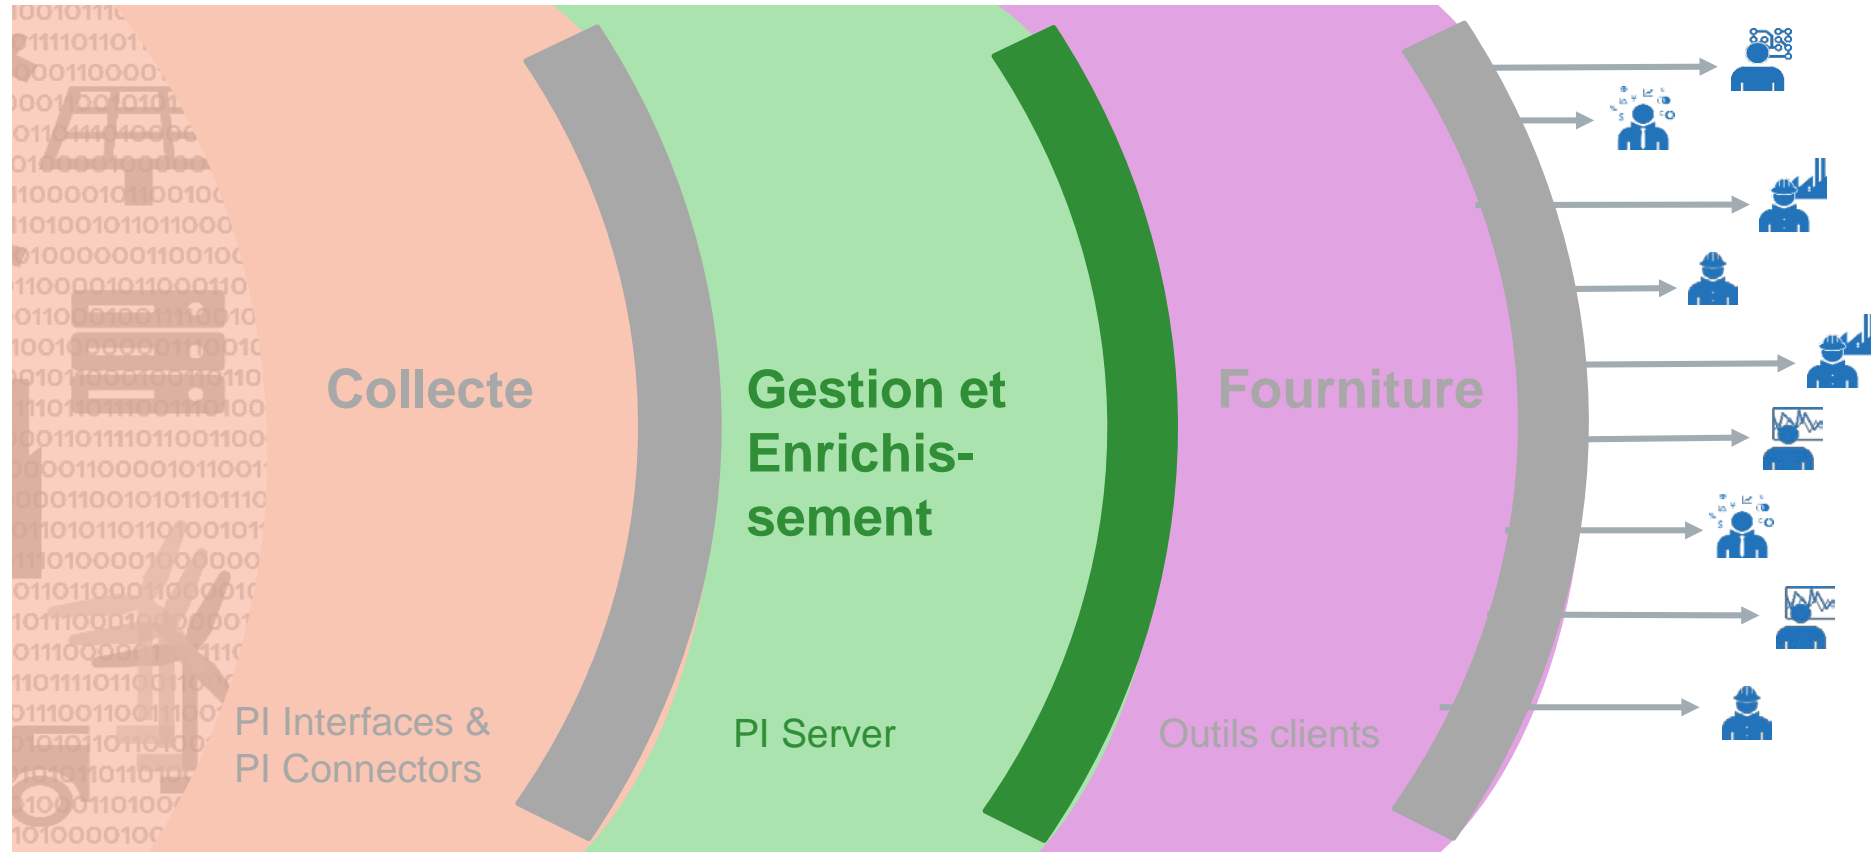 Collecte
Gestion et
Enrichis-
sement
Fourniture
PI Interfaces &
PI Connectors
PI Server
Outils clients